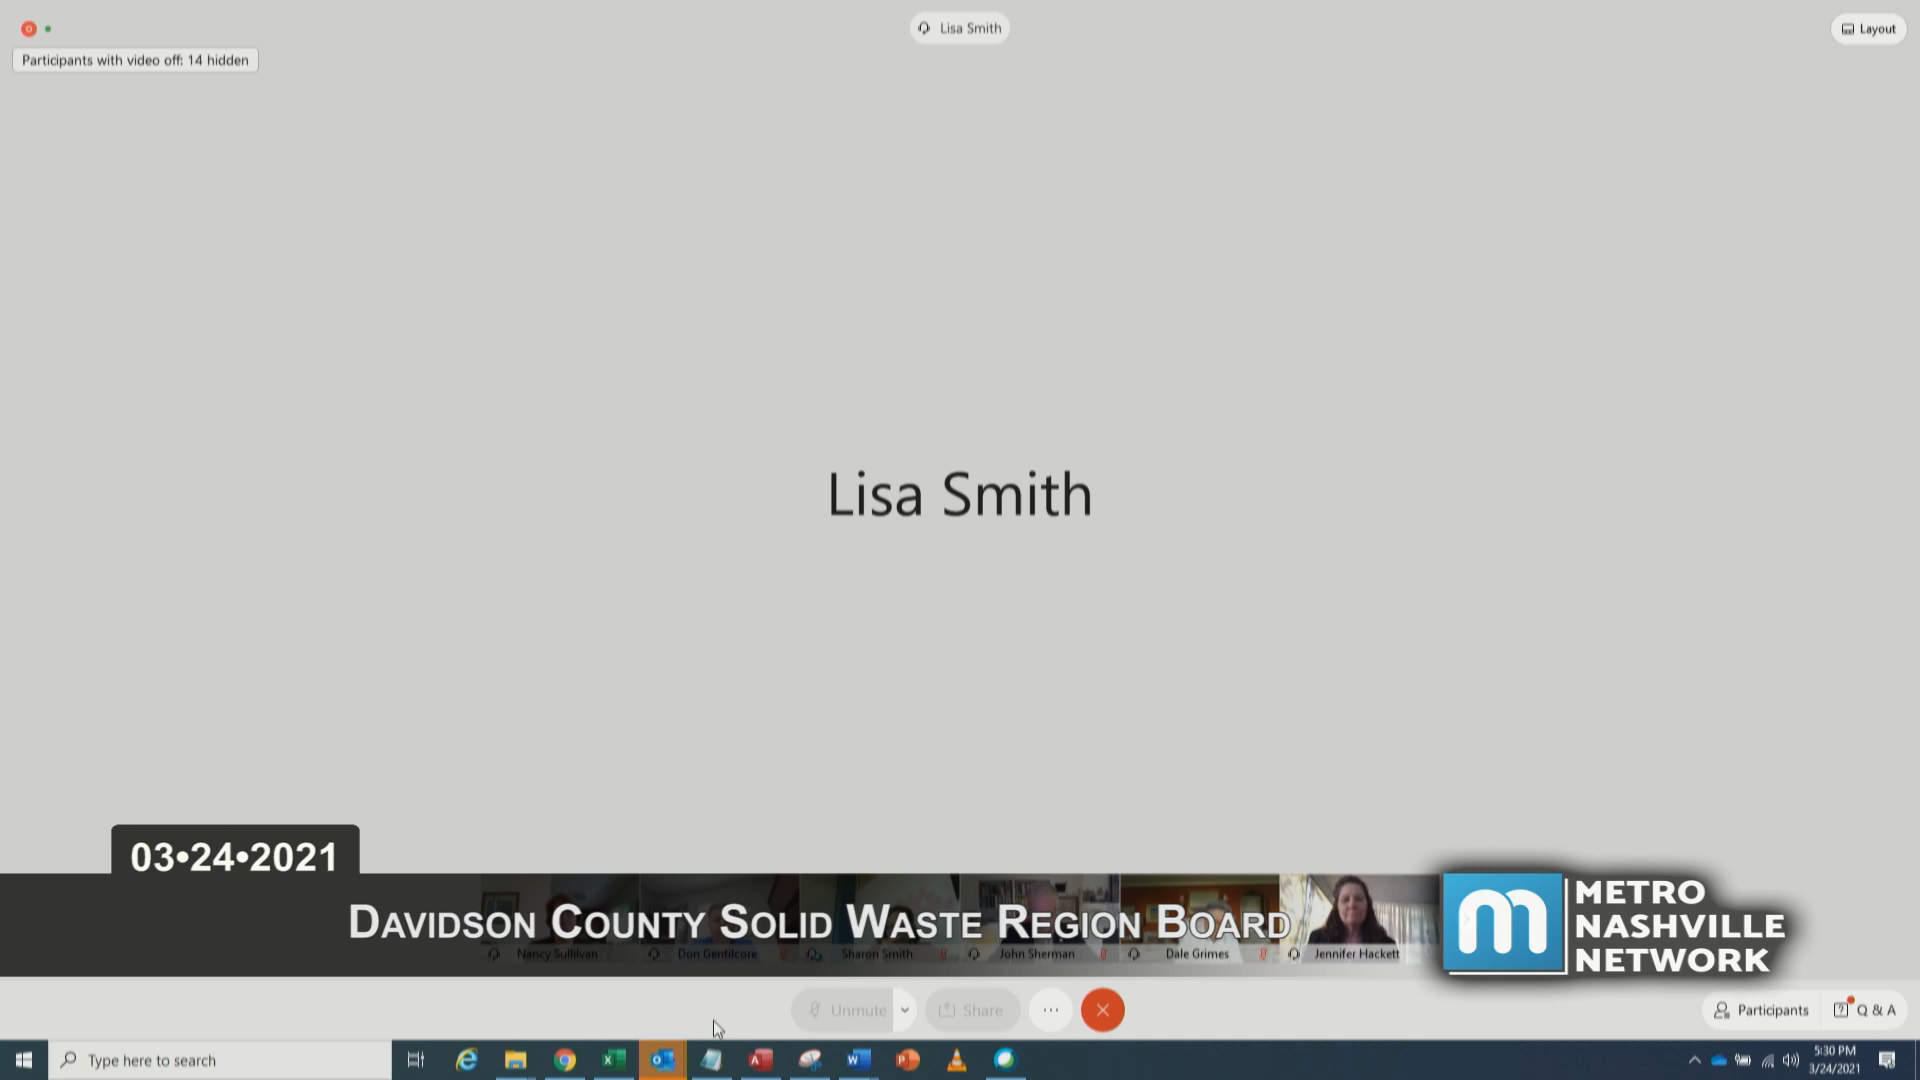 Lisa Smith
Layout
Participants with video off: 14 hidden
Lisa Smith
03•24•2021
Davidson County Solid Waste Region Board
METRO
NASHVILLE
NETWORK
Nancy Sullilvan
Don Gentilcore
Sharon Smith
John Sherman
Dale Grimes
Jennifer Hackett
Unmute
Share
Participants
Q & A
Type here to search
5:30 PM
3/24/2021